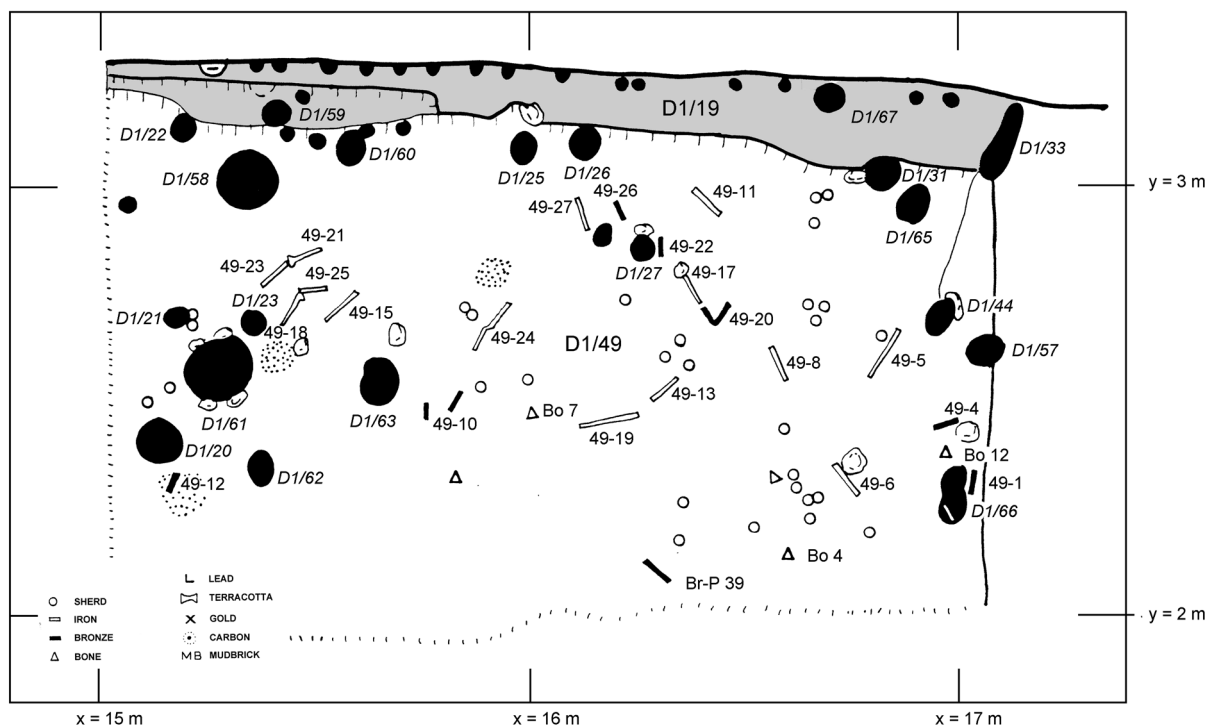 D1/19
D1/59
D1/67
D1/22
D1/60
D1/33
D1/25
D1/26
D1/31
D1/58
49-26
49-11
y = 3 m
49-27
D1/65
49-21
49-22
49-23
D1/27
49-17
49-25
D1/23
49-15
D1/44
D1/21
49-18
49-24
49-20
D1/49
49-8
49-5
D1/57
49-13
D1/61
D1/63
49-10
Bo 7
49-4
49-19
D1/20
Bo 12
D1/62
49-12
49-6
49-1
D1/66
Bo 4
Br-P 39
LEAD
TERRACOTTA
SHERD
GOLD
IRON
CARBON
BRONZE
MB MUDBRICK
BONE
y = 2 m
x = 15 m
x = 16 m
x = 17 m